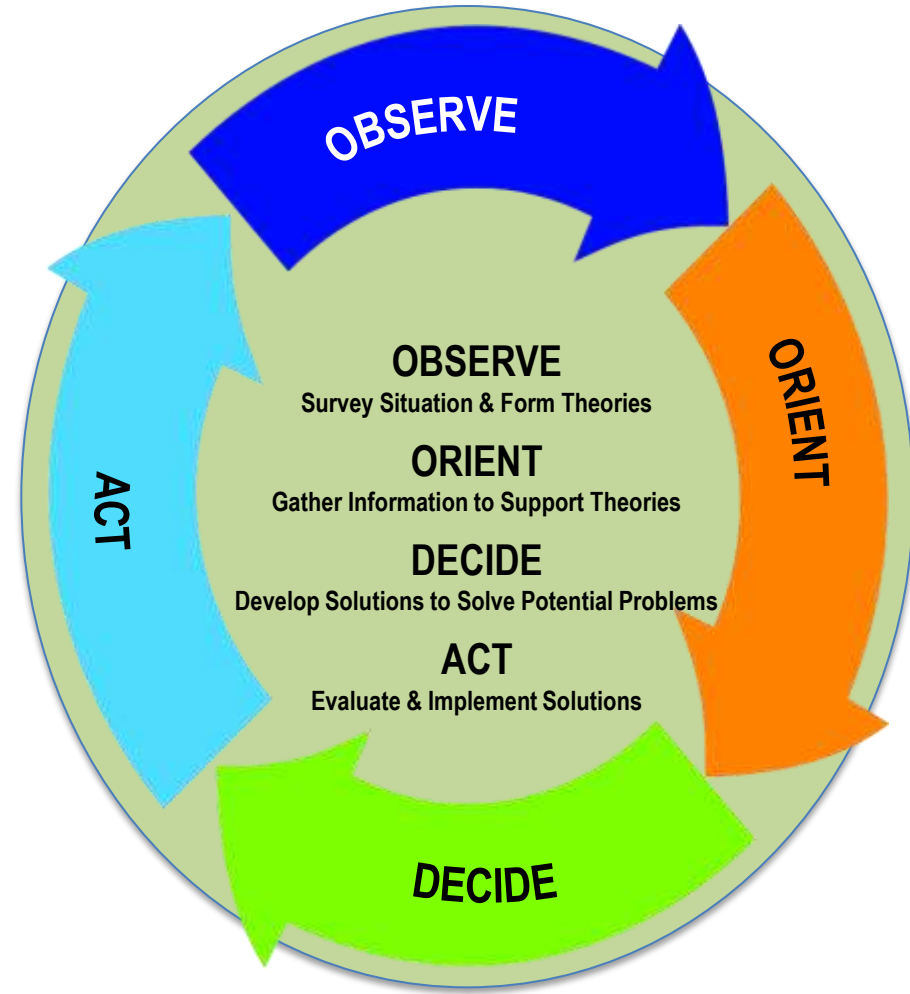 OBSERVE
ORIENT
DECIDE
ACT
OBSERVE
Survey Situation & Form Theories
ORIENT
Gather Information to Support Theories
DECIDE
Develop Solutions to Solve Potential Problems
ACT
Evaluate & Implement Solutions